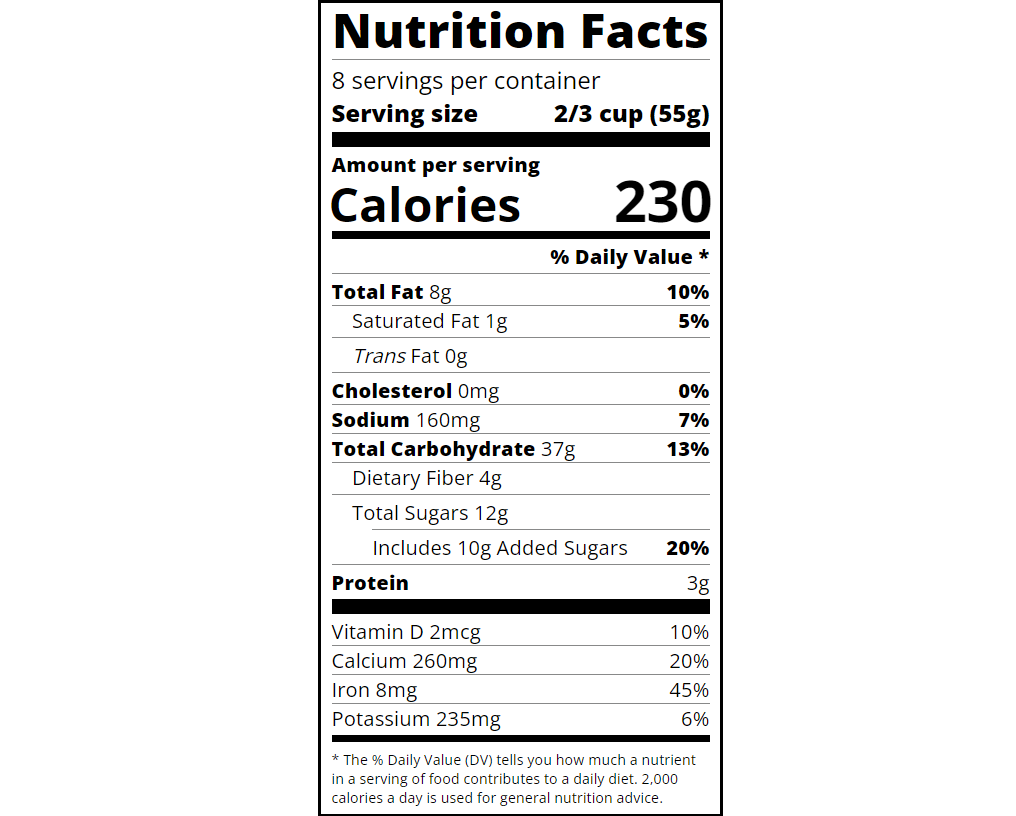 Nutrition Facts
8 servings per container
Serving size 2/3 cup (55g)
Amount per serving
Calories 230
% Daily Value *
Total Fat 8g 10%
Saturated Fat 1g 5%
Trans Fat 0g
Cholesterol 0mg 0%
Sodium 160mg 7%
Total Carbohydrate 37g 13%
Dietary Fiber 4g
Total Sugars 12g
Includes 10g Added Sugars 20%
Protein 3g
Vitamin D 2mcg 10%
Calcium 260mg 20%
Iron 8mg 45%
Potassium 235mg 6%
* The % Daily Value (DV) tells you how much a nutrient
in a serving of food contributes to a daily diet. 2,000
calories a day is used for general nutrition advice.